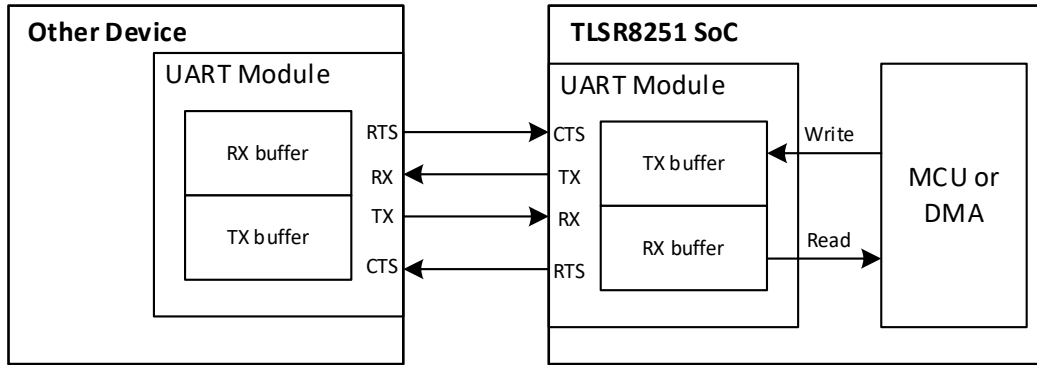 Other Device
UART Module
RX buffer
TX buffer
RTS
RX
TX
CTS
TLSR8251 SoC
UART Module
CTS
TX
RX
RTS
TX buffer
RX buffer
Write
Read
MCU or
DMA